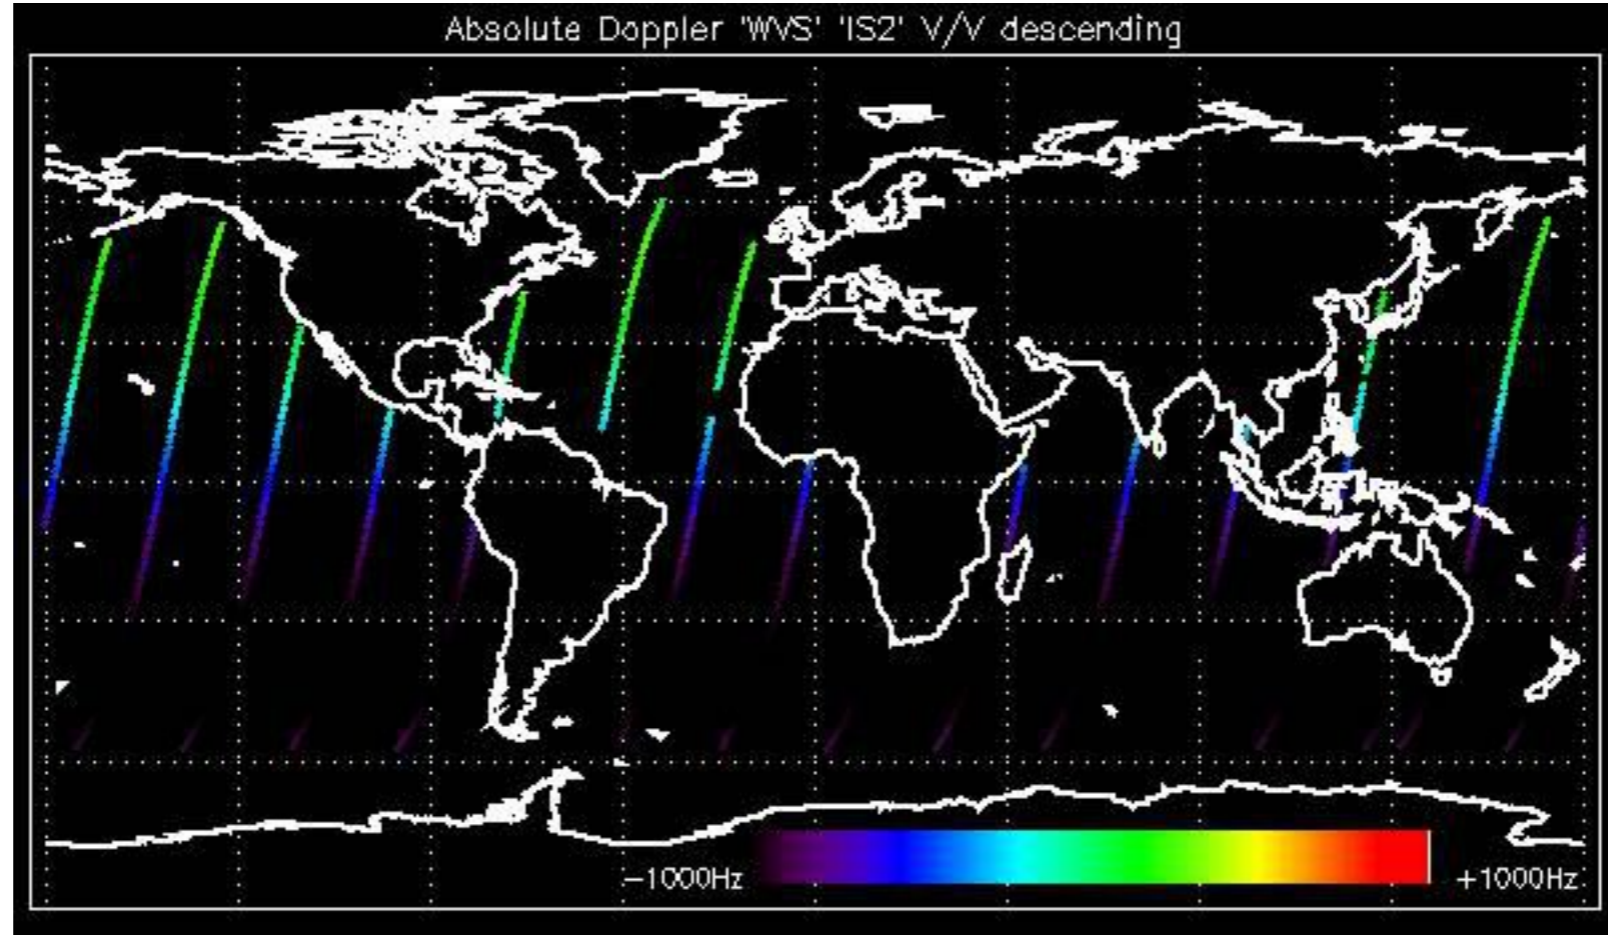 Absolute Doppler 'WVS' 'IS2' V/V descending
−1000Hz
+1000Hz